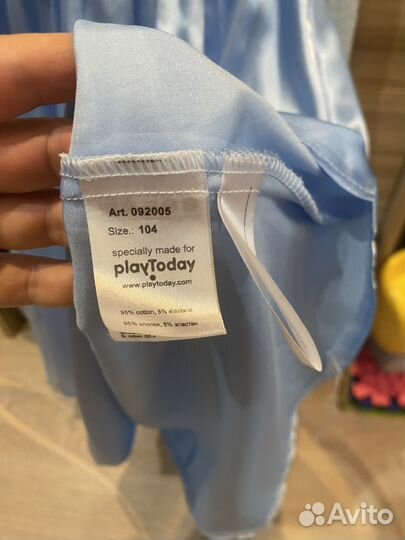 Art. 092005
Size.: 104
specially made for
playToday
www.playtoday.com
95% cotton, 5% elastane
95% хлопок, 5% эластан
Avito